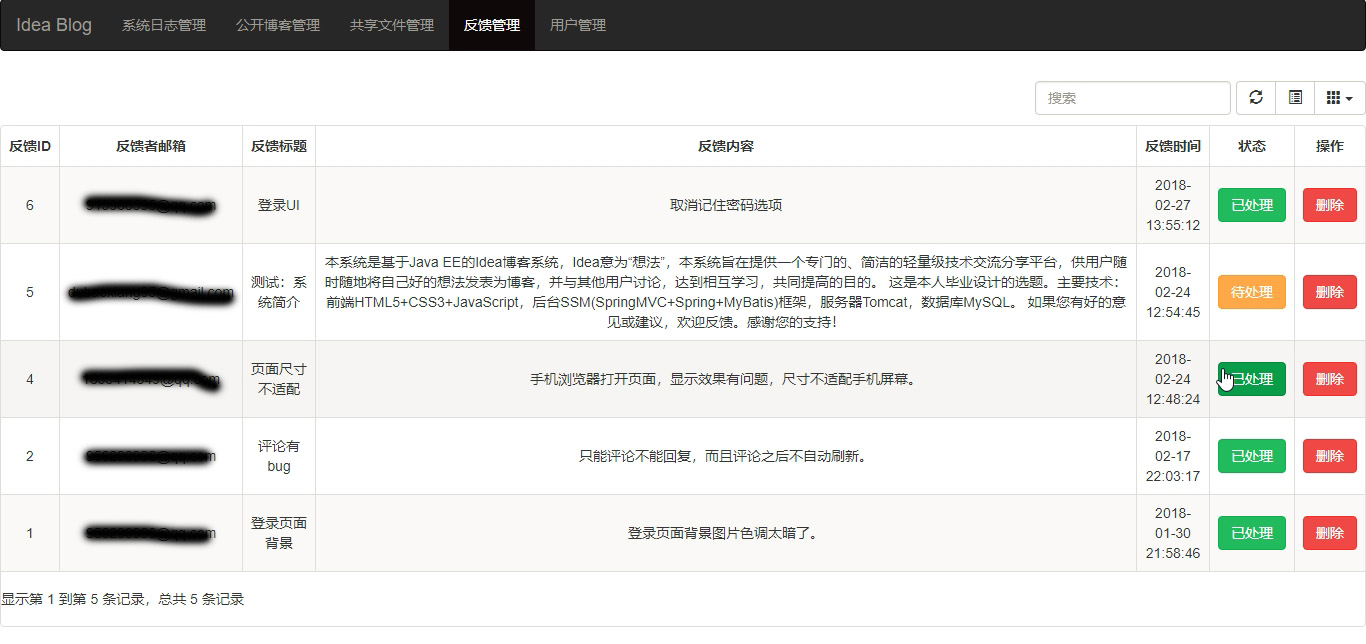 Idea Blog 系统日志管理 公开博客管理 共享文件管理 反馈管理 用户管理
搜索
反馈ID 反馈者邮箱 反馈标题 反馈内容 反馈时间 状态 操作
6 登录UI 取消记住密码选项 2018-
02-27
13:55:12 已处理 删除
5 测试：系
统简介 本系统是基于Java EE的Idea博客系统，Idea意为“想法”，本系统旨在提供一个专门的、简洁的轻量级技术交流分享平台，供用户随
时随地将自己好的想法发表为博客，并与其他用户讨论，达到相互学习，共同提高的目的。 这是本人毕业设计的选题。主要技术：
前端HTML5+CSS3+JavaScript，后台SSM(SpringMVC+Spring+MyBatis)框架，服务器Tomcat，数据库MySQL。 如果您有好的意
见或建议，欢迎反馈。感谢您的支持！
2018-
02-24
12:54:45 待处理 删除
4 页面尺寸
不适配 手机浏览器打开页面，显示效果有问题，尺寸不适配手机屏幕。 2018-
02-24
12:48:24 已处理 删除
2 评论有
bug 只能评论不能回复，而且评论之后不自动刷新。 2018-
02-17
22:03:17 已处理 删除
1 登录页面
背景 登录页面背景图片色调太暗了。 2018-
01-30
21:58:46 已处理 删除
显示第 1 到第 5 条记录，总共 5 条记录